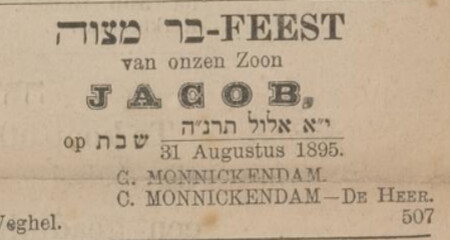 בר מצוה-FEEST
van onzen Zoon
JACOB,
op שבת י״א אלול תרנ״ה
31 Augustus 1895.
C. MONNICKENDAM.
C. MONNICKENDAM—DE HEER.
Veghel. 507